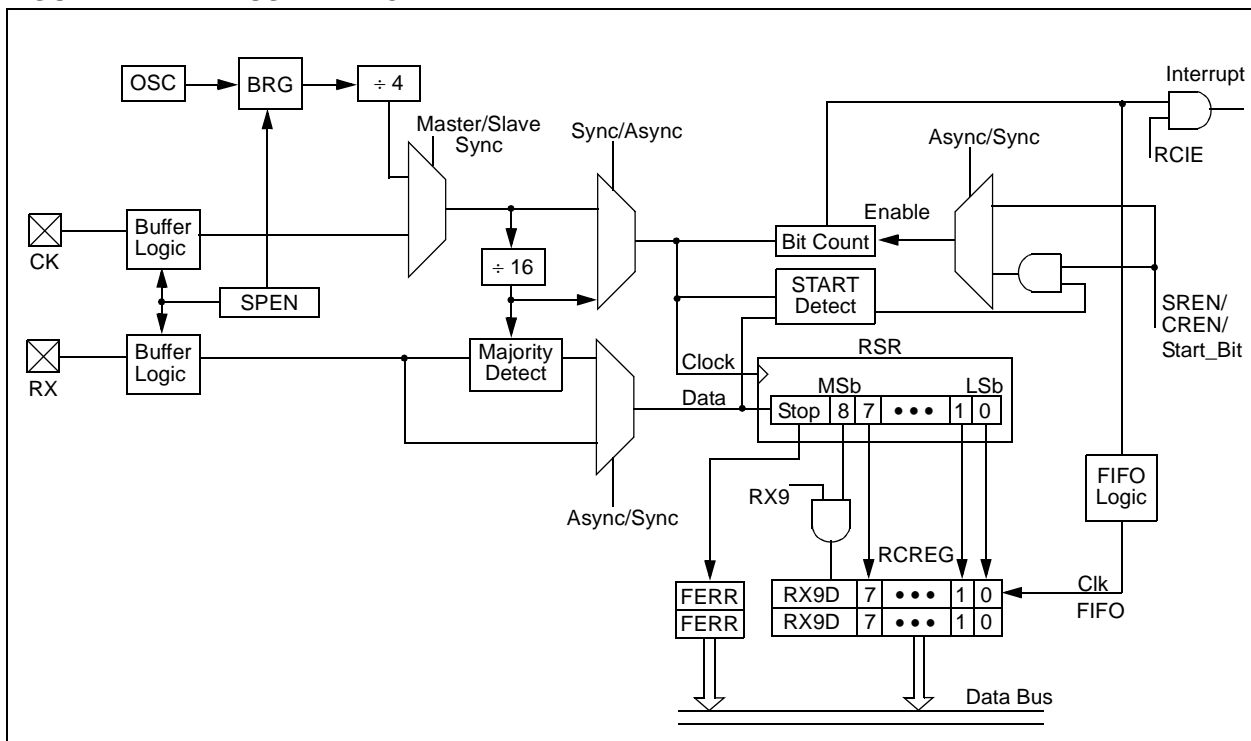 OSC
BRG
÷ 4
Interrupt
Master/Slave
Sync
Sync/Async
Async/Sync
RCIE
CK
Buffer
Logic
Enable
Bit Count
÷ 16
SPEN
START
Detect
SREN/
CREN/
Start_Bit
RX
Buffer
Logic
Majority
Detect
Clock
RSR
Data
MSb
LSb
Stop 8 7 ••• 1 0
FIFO
Logic
RX9
Async/Sync
RCREG
Clk
FIFO
FERR
RX9D 7 ••• 1 0
FERR
RX9D 7 ••• 1 0
Data Bus